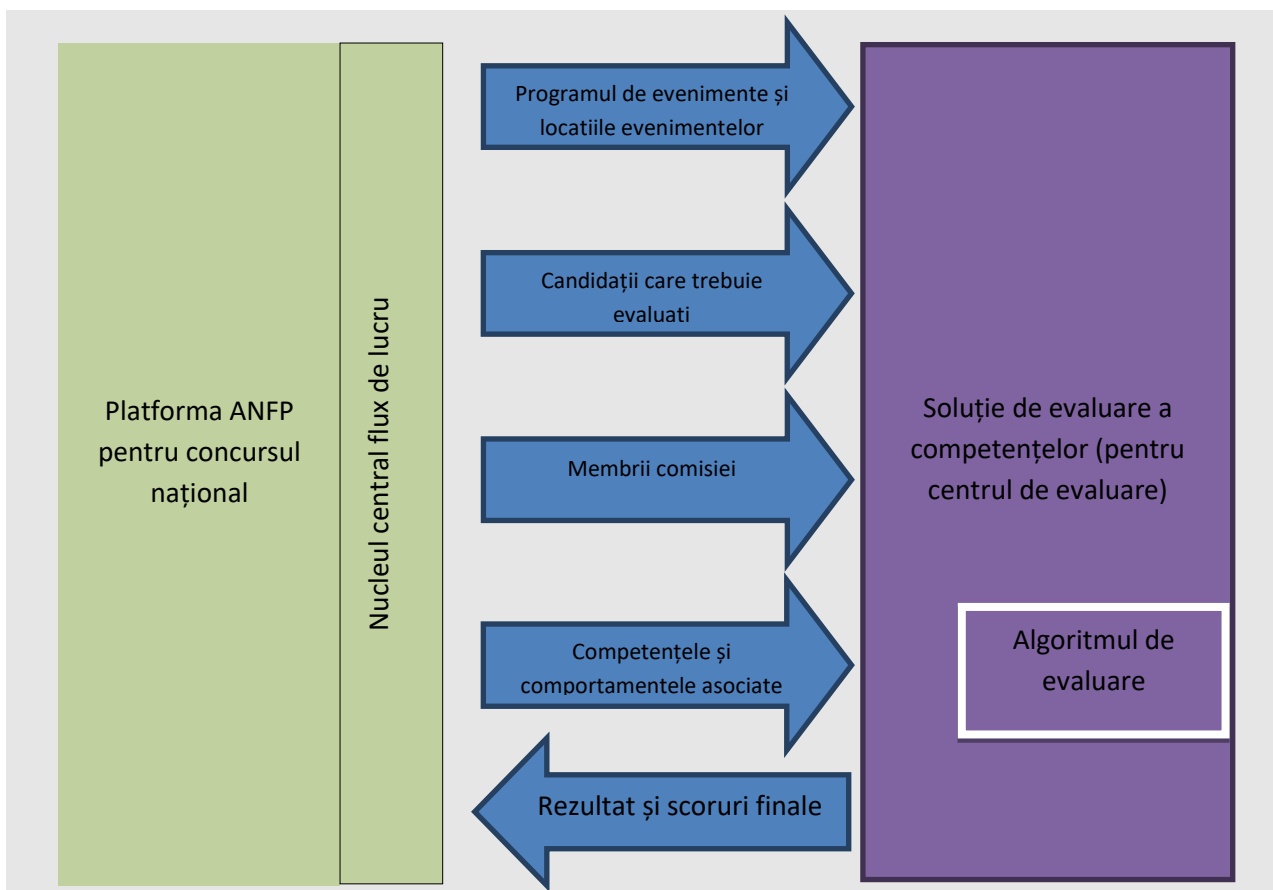 Platforma ANFP
pentru concursul
național
Nucleul central flux de lucru
Programul de evenimente și
locatiile evenimentelor
Candidații care trebuie
evaluati
Membrii comisiei
Competențele și
comportamentele asociate
Rezultat și scoruri finale
Soluție de evaluare a
competențelor (pentru
centrul de evaluare)
Algoritmul de
evaluare